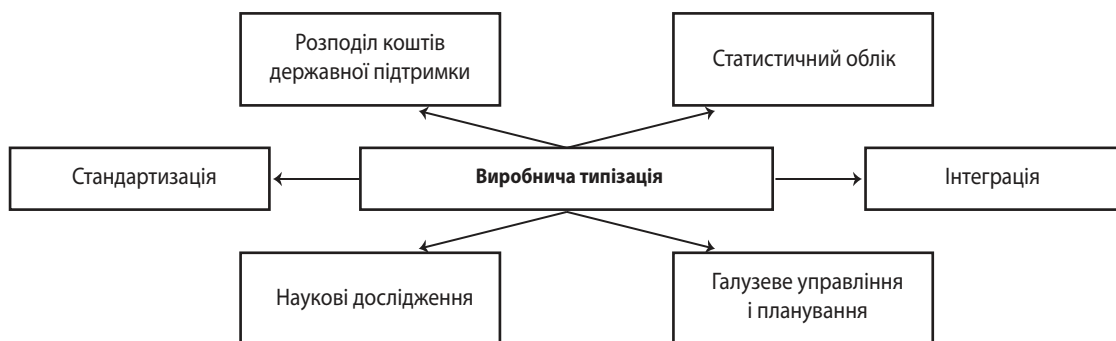 Розподіл коштів
державної підтримки
Статистичний облік
Стандартизація
Виробнича типізація
Інтеграція
Наукові дослідження
Галузеве управління
і планування